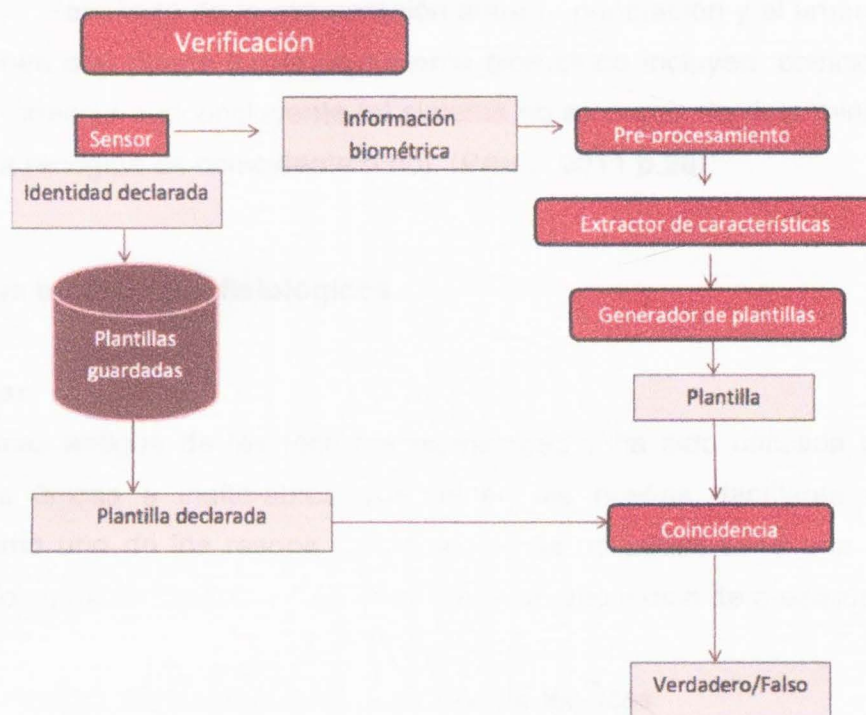 Verificación
Sensor
Información
biométrica
Pre-procesamiento
Identidad declarada
Extractor de características
Plantillas
guardadas
Generador de plantillas
Plantilla
Plantilla declarada
Coincidencia
Verdadero/Falso